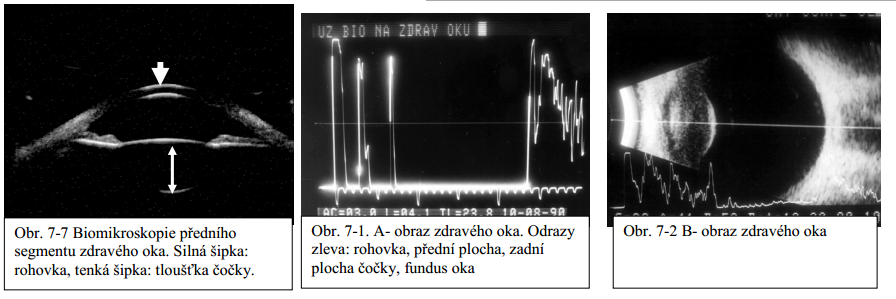 UZ BIO NA ZDRAV OKU
AC=03.0 L=04.1 TL=23.8 10-08-90
Obr. 7-7 Biomikroskopie předního
segmentu zdravého oka. Silná šipka:
rohovka, tenká šipka: tloušťka čočky.
Obr. 7-1. A- obraz zdravého oka. Odrazy
zleva: rohovka, přední plocha, zadní
plocha čočky, fundus oka
Obr. 7-2 B- obraz zdravého oka